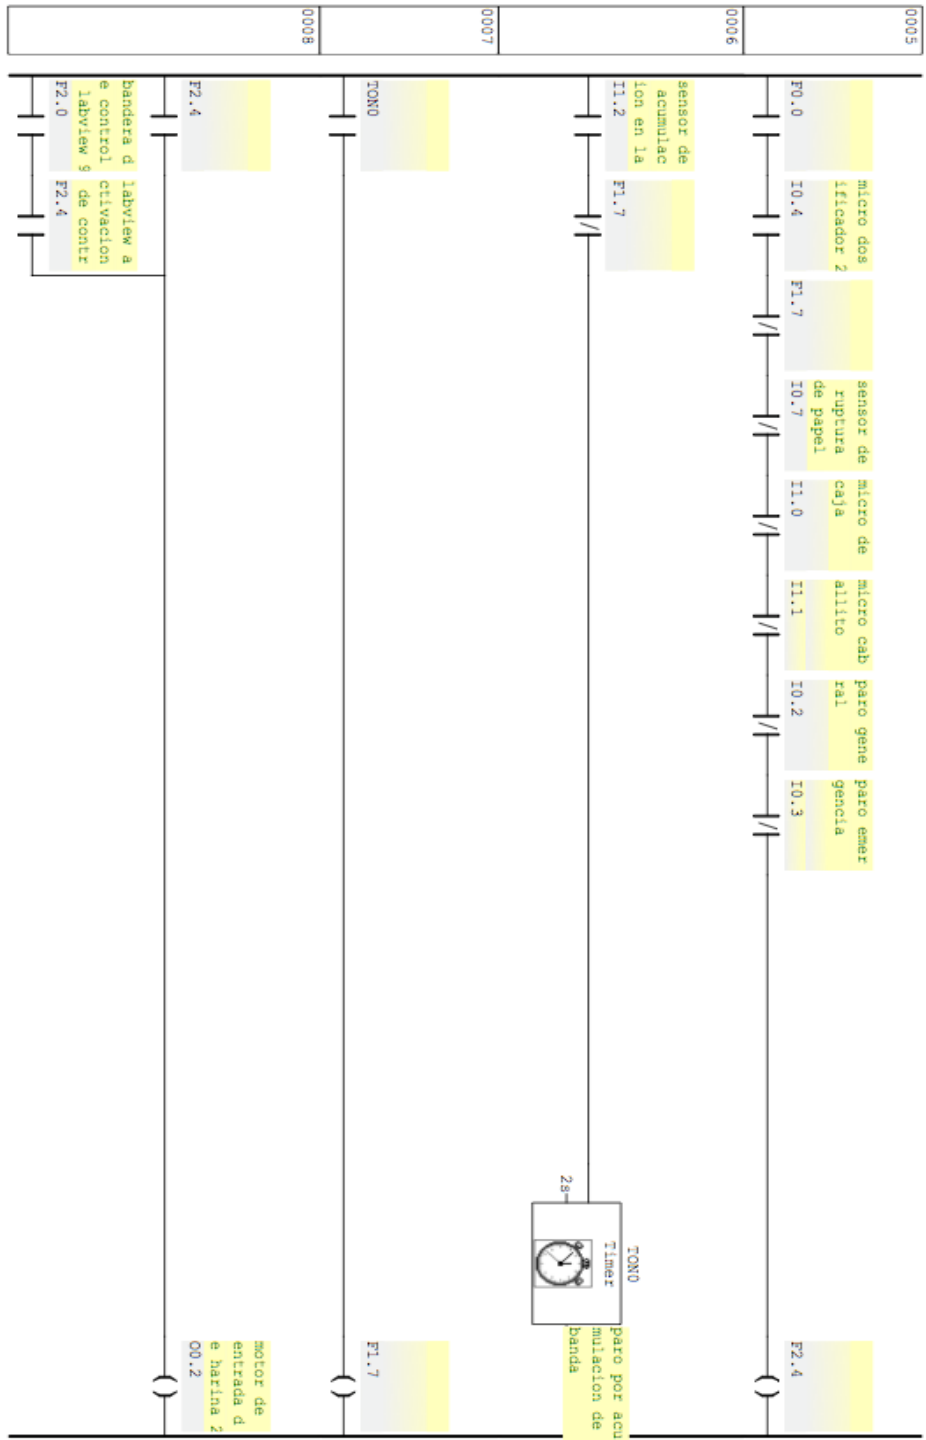 0005
F0.0
micro dos
ificador 2
I0.4
F1.7
sensor de
ruptura
de papel
I0.7
micro de
caja
I1.0
micro cab
allito
I1.1
paro gene
ral
I0.2
paro emer
gencia
I0.3
F2.4
0006
sensor de
acumulac
ion en la
I1.2
F1.7
TON0
Timer
2s
paro por acu
mulacion de
banda
0007
TON0
F1.7
0008
F2.4
motor de
entrada d
e harina 2
O0.2
bandera d
e control
labview
F2.0
labview a
ctivacion
de contr
F2.4